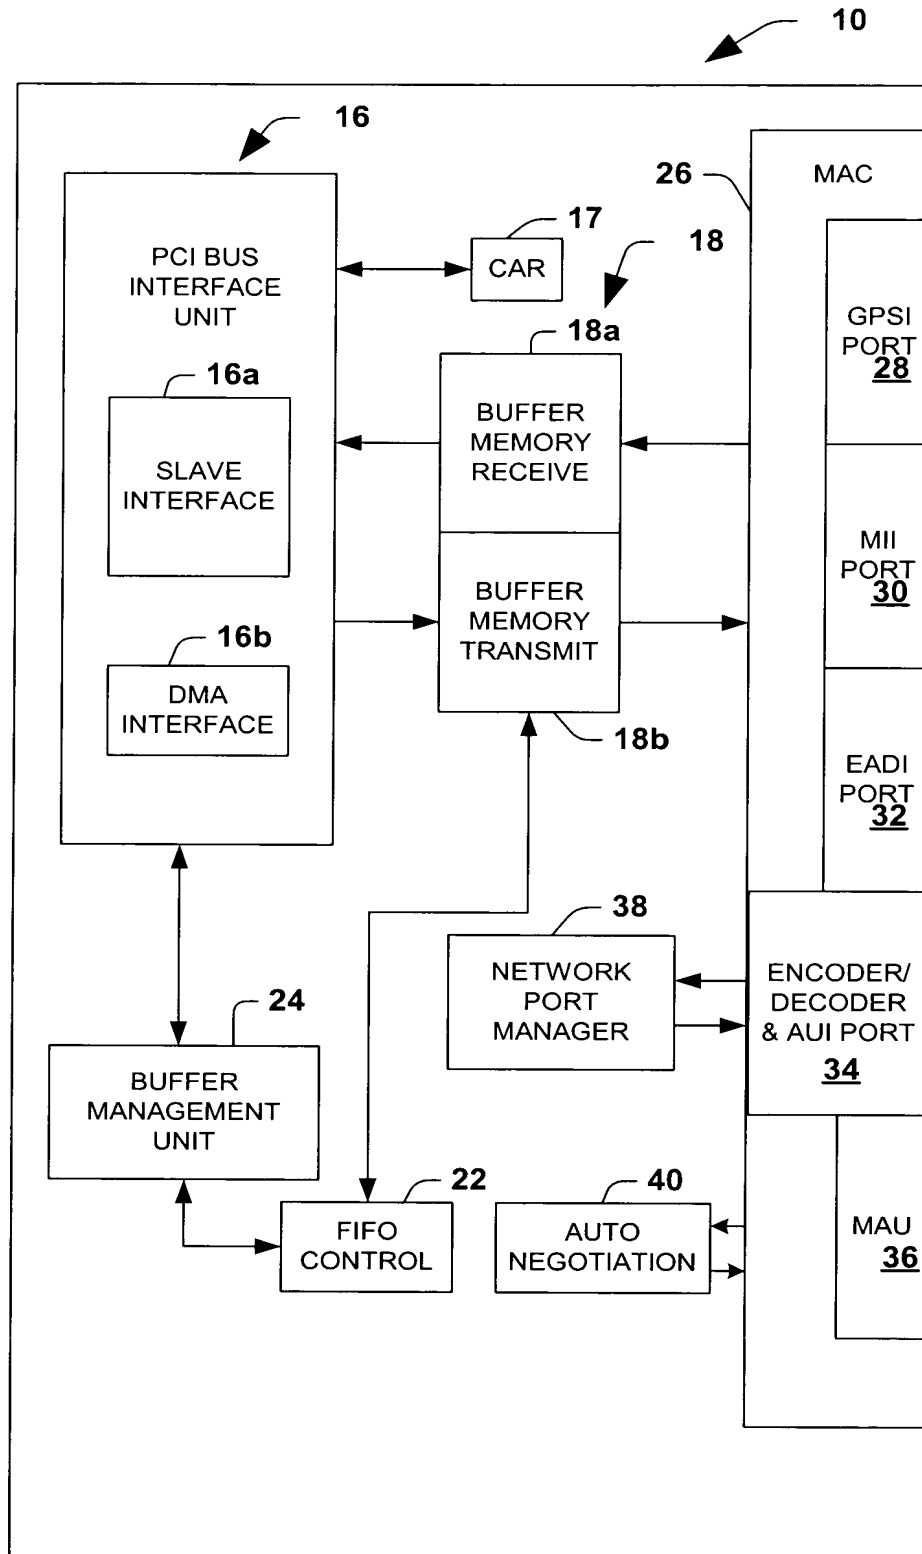 10
16
PCI BUS
INTERFACE
UNIT
16a
SLAVE
INTERFACE
16b
DMA
INTERFACE
17
CAR
18
18a
BUFFER
MEMORY
RECEIVE
BUFFER
MEMORY
TRANSMIT
18b
26
MAC
GPSI
PORT
28
MII
PORT
30
EADI
PORT
32
38
NETWORK
PORT
MANAGER
ENCODER/
DECODER
& AUI PORT
34
24
BUFFER
MANAGEMENT
UNIT
22
FIFO
CONTROL
40
AUTO
NEGOTIATION
MAU
36